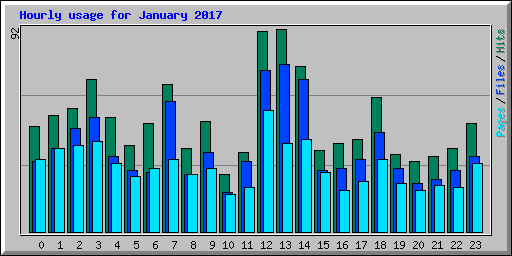 Hourly usage for January 2017
92
Pages/Files/Hits
0 1 2 3 4 5 6 7 8 9 10 11 12 13 14 15 16 17 18 19 20 21 22 23